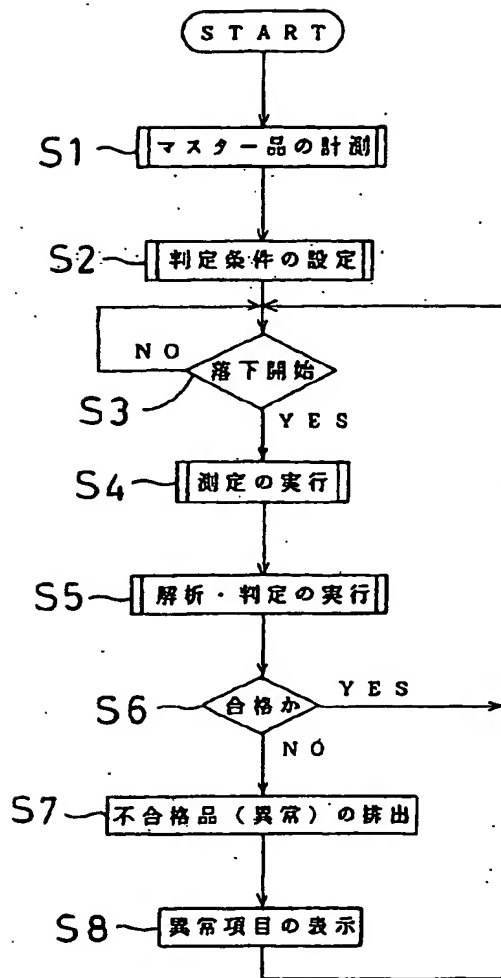 START
S1 マスター品の計測
S2 判定条件の設定
NO
S3 落下開始
YES
S4 測定の実行
S5 解析・判定の実行
S6 合格か YES
NO
S7 不合格品(異常)の排出
S8 異常項目の表示